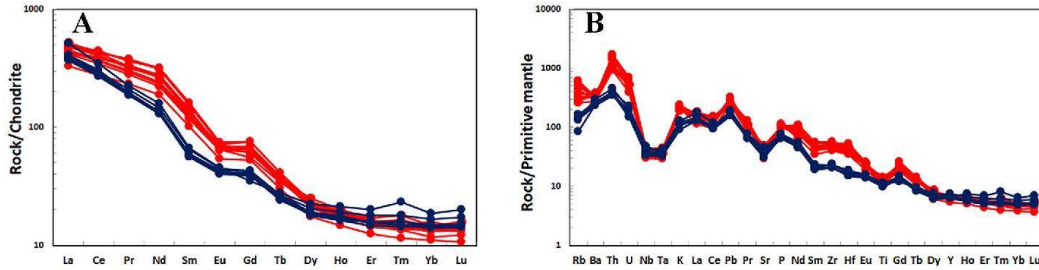 A
Rock/Chondrite
1000
100
10
La Ce Pr Nd Sm Eu Gd Tb Dy Ho Er Tm Yb Lu
B
Rock/Primitive mantle
10000
1000
100
10
1
Rb Ba Th U Nb Ta K La Ce Pb Pr Sr P Nd Sm Zr Hf Eu Ti Gd Tb Dy Y Ho Er Tm Yb Lu